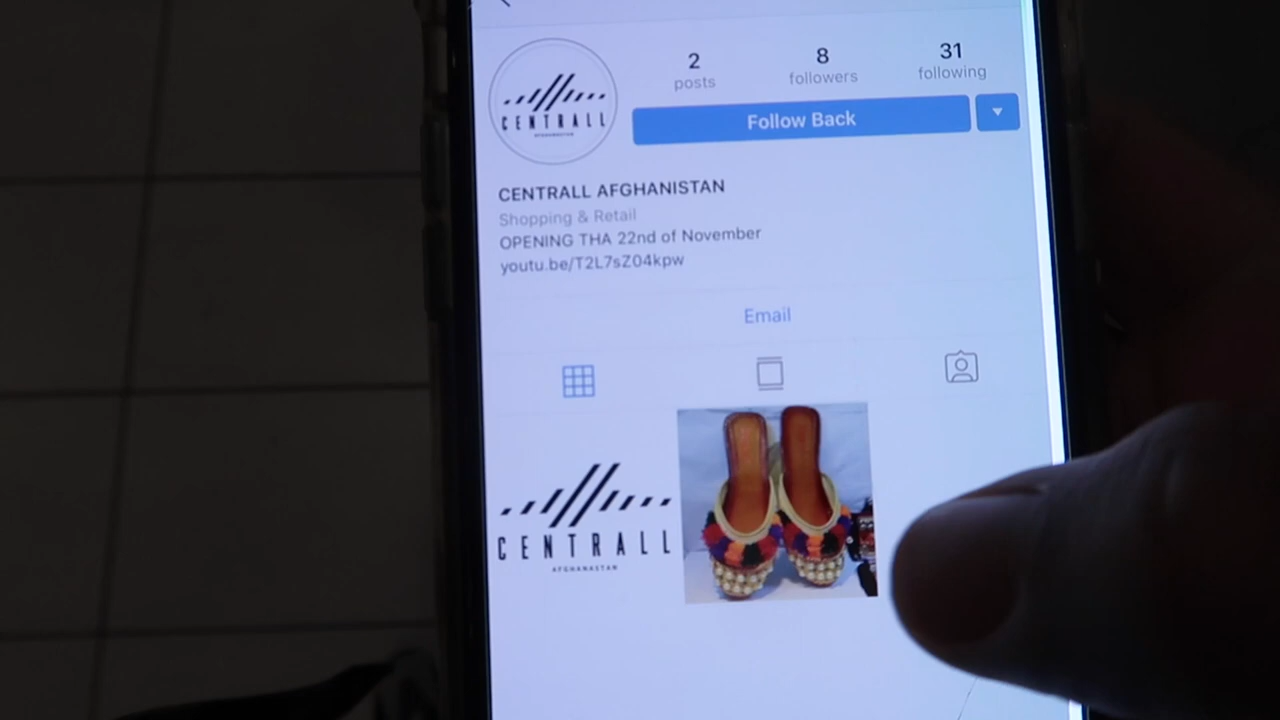 2 8 31
posts followers following
CENTRALL
AFGHANISTAN
Follow Back
CENTRALL AFGHANISTAN
Shopping & Retail
OPENING THA 22nd of November
youtu.be/T2L7sZ04kpw
Email
CENTRALL
AFGHANASTAN